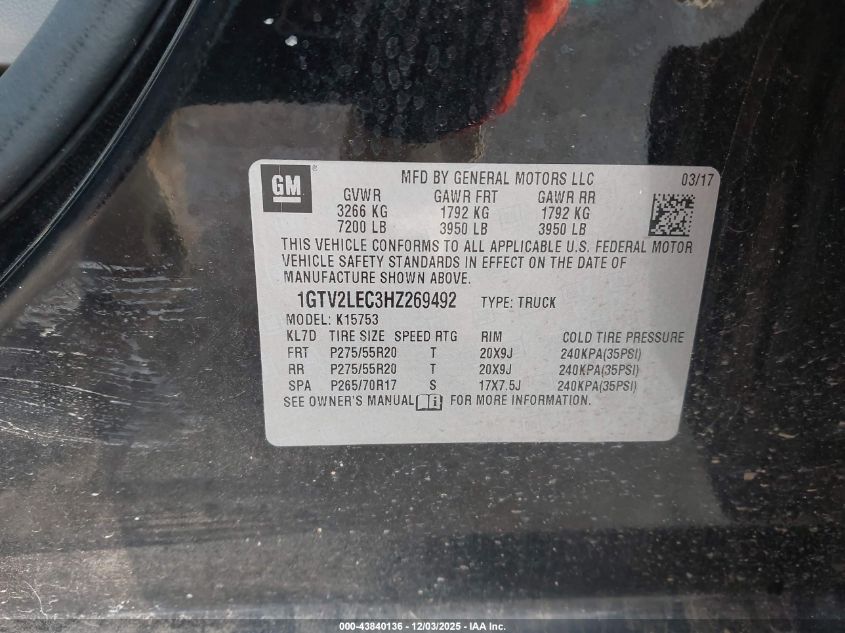 GM
MFD BY GENERAL MOTORS LLC 03/17
GVWR GAWR FRT GAWR RR
3266 KG 1792 KG 1792 KG
7200 LB 3950 LB 3950 LB
THIS VEHICLE CONFORMS TO ALL APPLICABLE U.S. FEDERAL MOTOR
VEHICLE SAFETY STANDARDS IN EFFECT ON THE DATE OF
MANUFACTURE SHOWN ABOVE.
1GTV2LEC3HZ269492 TYPE: TRUCK
MODEL: K15753
KL7D TIRE SIZE SPEED RTG RIM COLD TIRE PRESSURE
FRT P275/55R20 T 20X9J 240KPA(35PSI)
RR P275/55R20 T 20X9J 240KPA(35PSI)
SPA P265/70R17 S 17X7.5J 240KPA(35PSI)
SEE OWNER'S MANUAL FOR MORE INFORMATION.
000-43840136 - 12/03/2025 - IAA Inc.